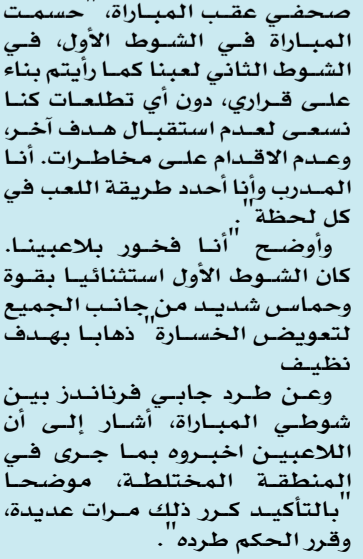 صحفي عقب المباراة، "حسمت
المباراة في الشوط الأول، في
الشوط الثاني لعبنا كما رأيتم بناء
على قراري، دون أي تطلعات كنا
نسعى لعدم استقبال هدف آخر،
وعدم الاقدام على مخاطرات. أنا
المدرب وأنا أحدد طريقة اللعب في
كل لحظة".
وأوضح "أنا فخور بلاعبينا.
كان الشوط الأول استثنائيا بقوة
وحماس شديد من جانب الجميع
لتعويض الخسارة" ذهابا بهدف
نظيف
وعن طرد جابي فرناندز بين
شوطي المباراة، أشار إلى أن
اللاعبين اخبروه بما جرى في
المنطقة المختلطة، موضحا
"بالتأكيد كرر ذلك مرات عديدة،
وقرر الحكم طرده".